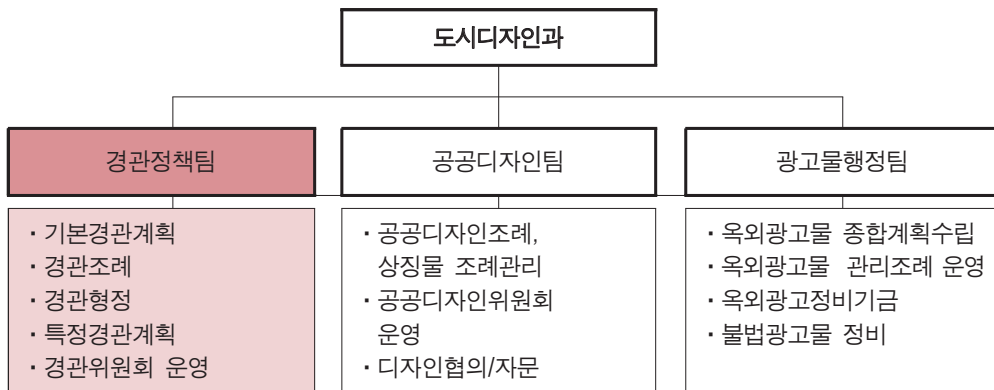 도시디자인과
경관정책팀
· 기본경관계획
· 경관조례
· 경관형정
· 특정경관계획
· 경관위원회 운영
공공디자인팀
· 공공디자인조례,
상징물 조례관리
· 공공디자인위원회
운영
· 디자인협의/자문
광고물행정팀
· 옥외광고물 종합계획수립
· 옥외광고물 관리조례 운영
· 옥외광고정비기금
· 불법광고물 정비